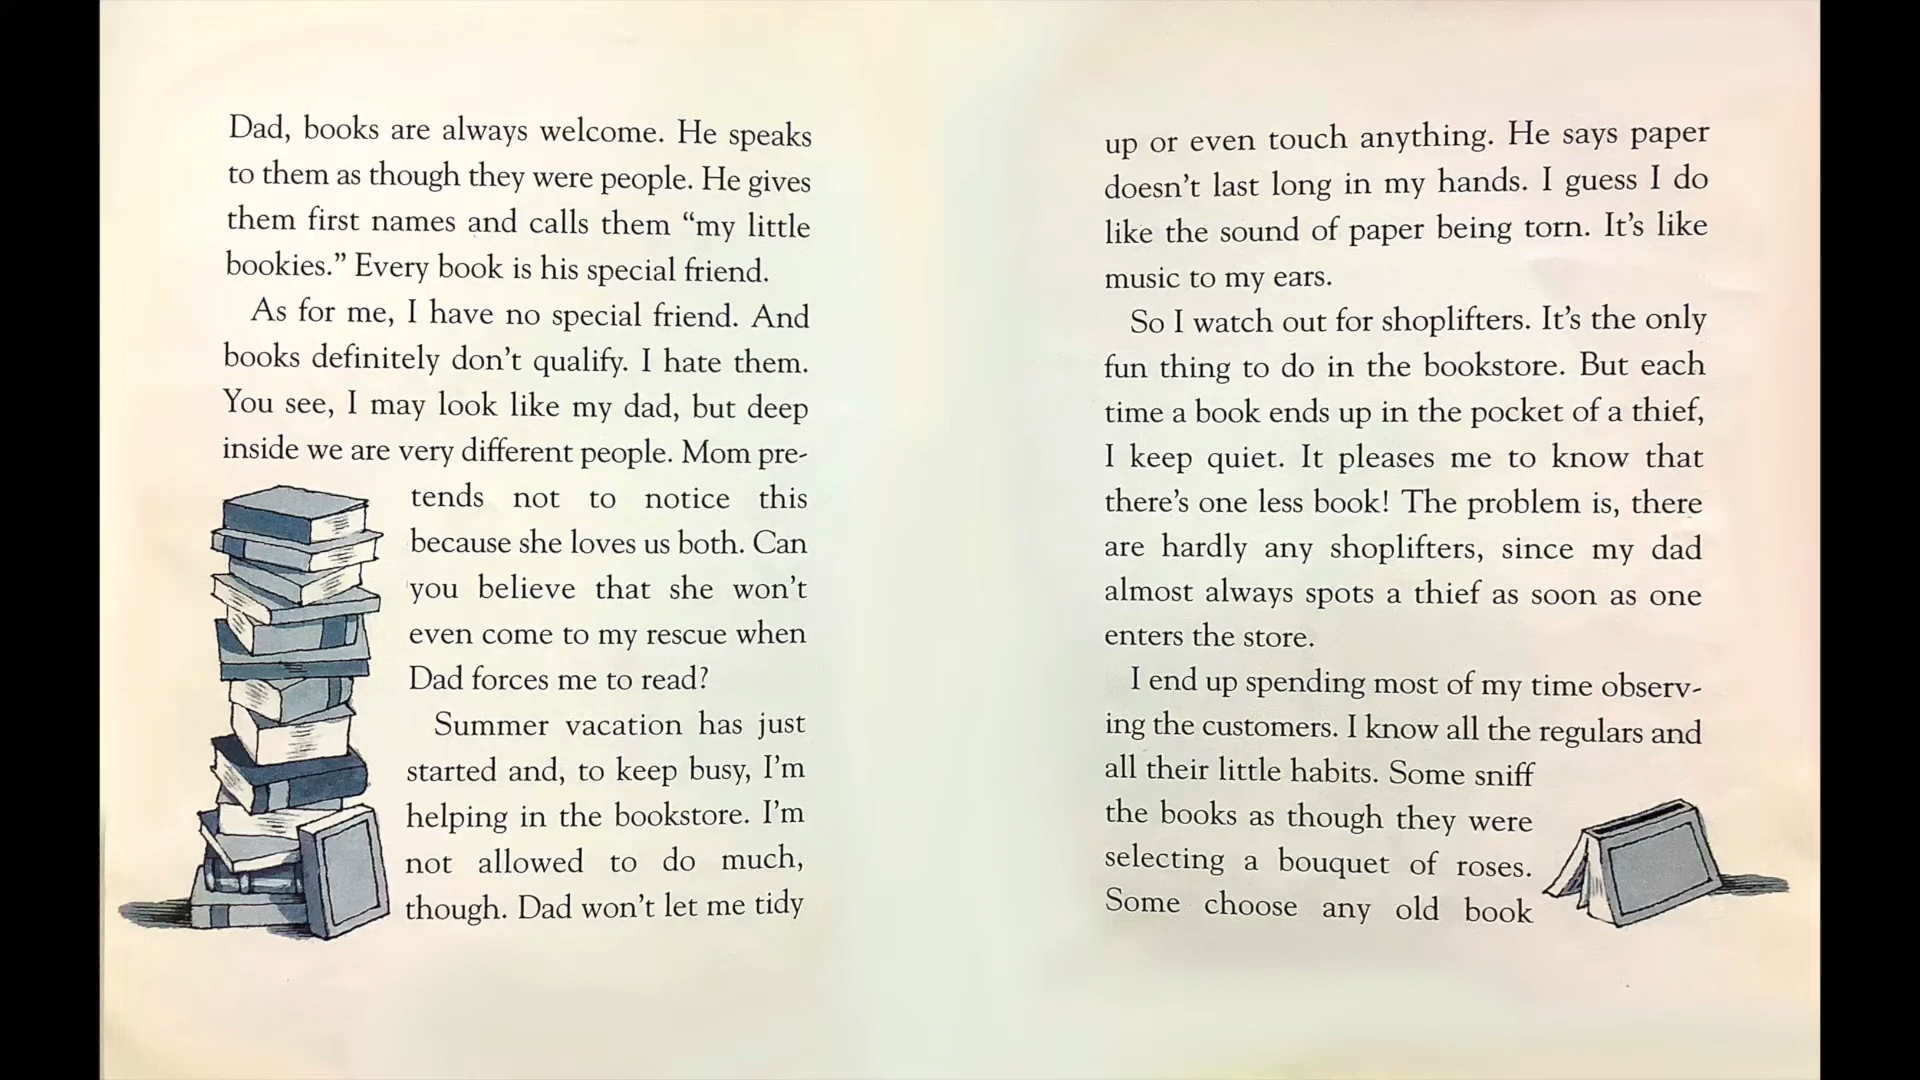 Dad, books are always welcome. He speaks
to them as though they were people. He gives
them first names and calls them “my little
bookies.” Every book is his special friend.
As for me, I have no special friend. And
books definitely don’t qualify. I hate them.
You see, I may look like my dad, but deep
inside we are very different people. Mom pre-
tends not to notice this
because she loves us both. Can
you believe that she won’t
even come to my rescue when
Dad forces me to read?
Summer vacation has just
started and, to keep busy, I’m
helping in the bookstore. I’m
not allowed to do much,
though. Dad won’t let me tidy
up or even touch anything. He says paper
doesn’t last long in my hands. I guess I do
like the sound of paper being torn. It’s like
music to my ears.
So I watch out for shoplifters. It’s the only
fun thing to do in the bookstore. But each
time a book ends up in the pocket of a thief,
I keep quiet. It pleases me to know that
there’s one less book! The problem is, there
are hardly any shoplifters, since my dad
almost always spots a thief as soon as one
enters the store.
I end up spending most of my time observ-
ing the customers. I know all the regulars and
all their little habits. Some sniff
the books as though they were
selecting a bouquet of roses.
Some choose any old book